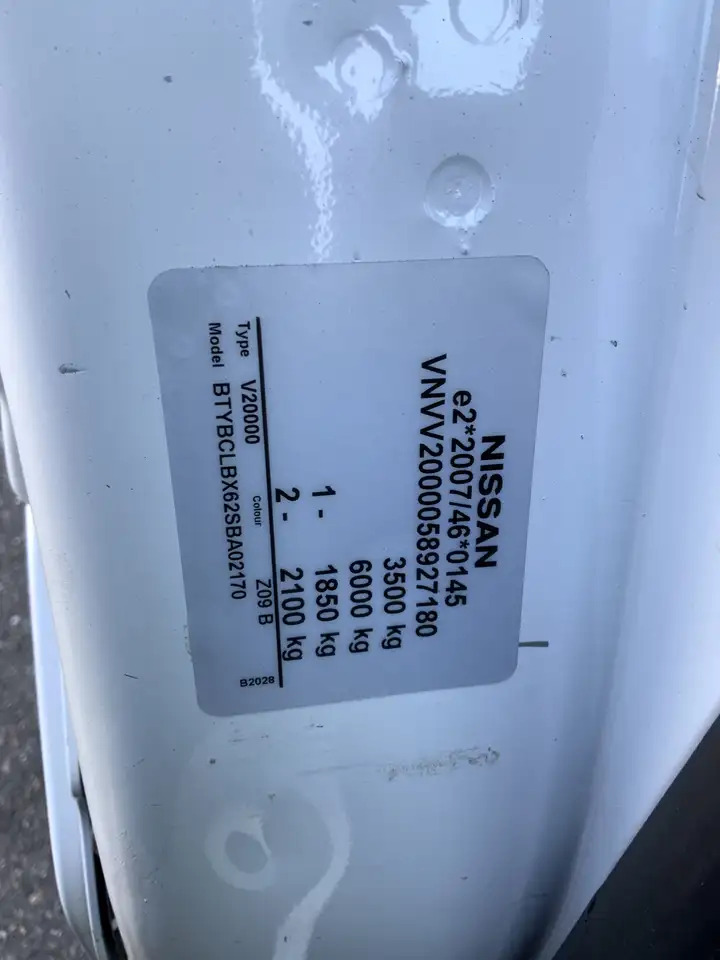 NISSAN
e2*2007/46*0145
VNVV2000058927180
3500 kg
6000 kg
1- 1850 kg
2- 2100 kg
Type V20000 Colour Z09 B B2028
Model BTYBCLBX62SBA02170